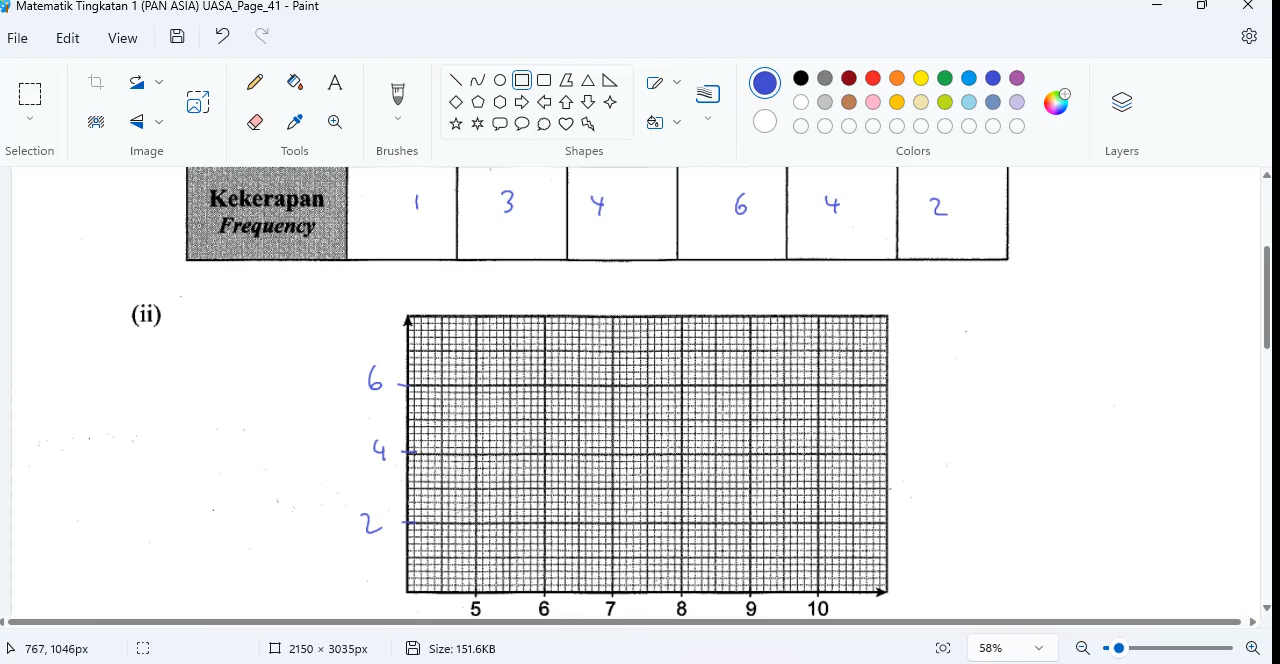 Matematik Tingkatan 1 (PAN ASIA) UASA_Page_41 - Paint
File Edit View
Selection Image Tools Brushes Shapes Colors Layers
Kekerapan 1 3 4 6 4 2
Frequency
(ii)
6
4
2
5 6 7 8 9 10
767, 1046px 2150 × 3035px Size: 151.6KB 58%